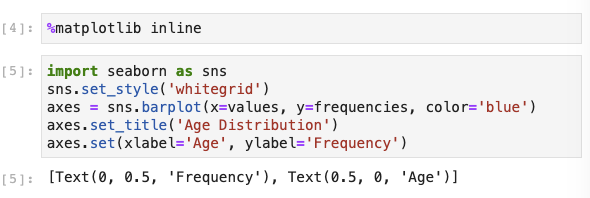 [4]: %matplotlib inline
[5]: import seaborn as sns
sns.set_style('whitegrid')
axes = sns.barplot(x=values, y=frequencies, color='blue')
axes.set_title('Age Distribution')
axes.set(xlabel='Age', ylabel='Frequency')
[5]: [Text(0, 0.5, 'Frequency'), Text(0.5, 0, 'Age')]